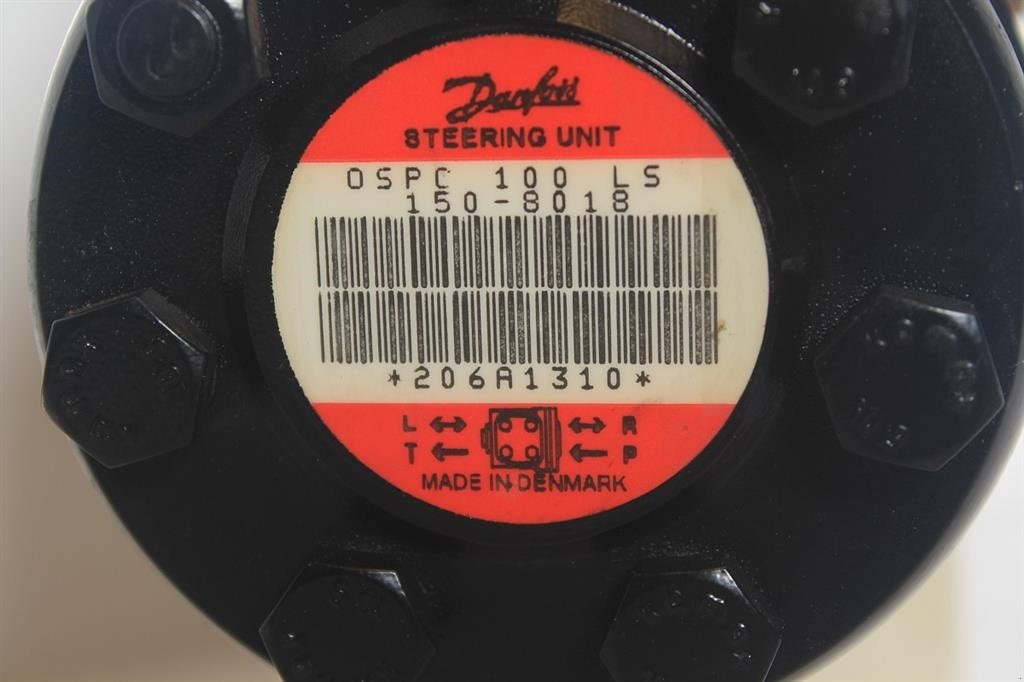 Danfoss
STEERING UNIT
OSPC 100 LS
150-8018
*206A1310*
L R
T P
MADE IN DENMARK